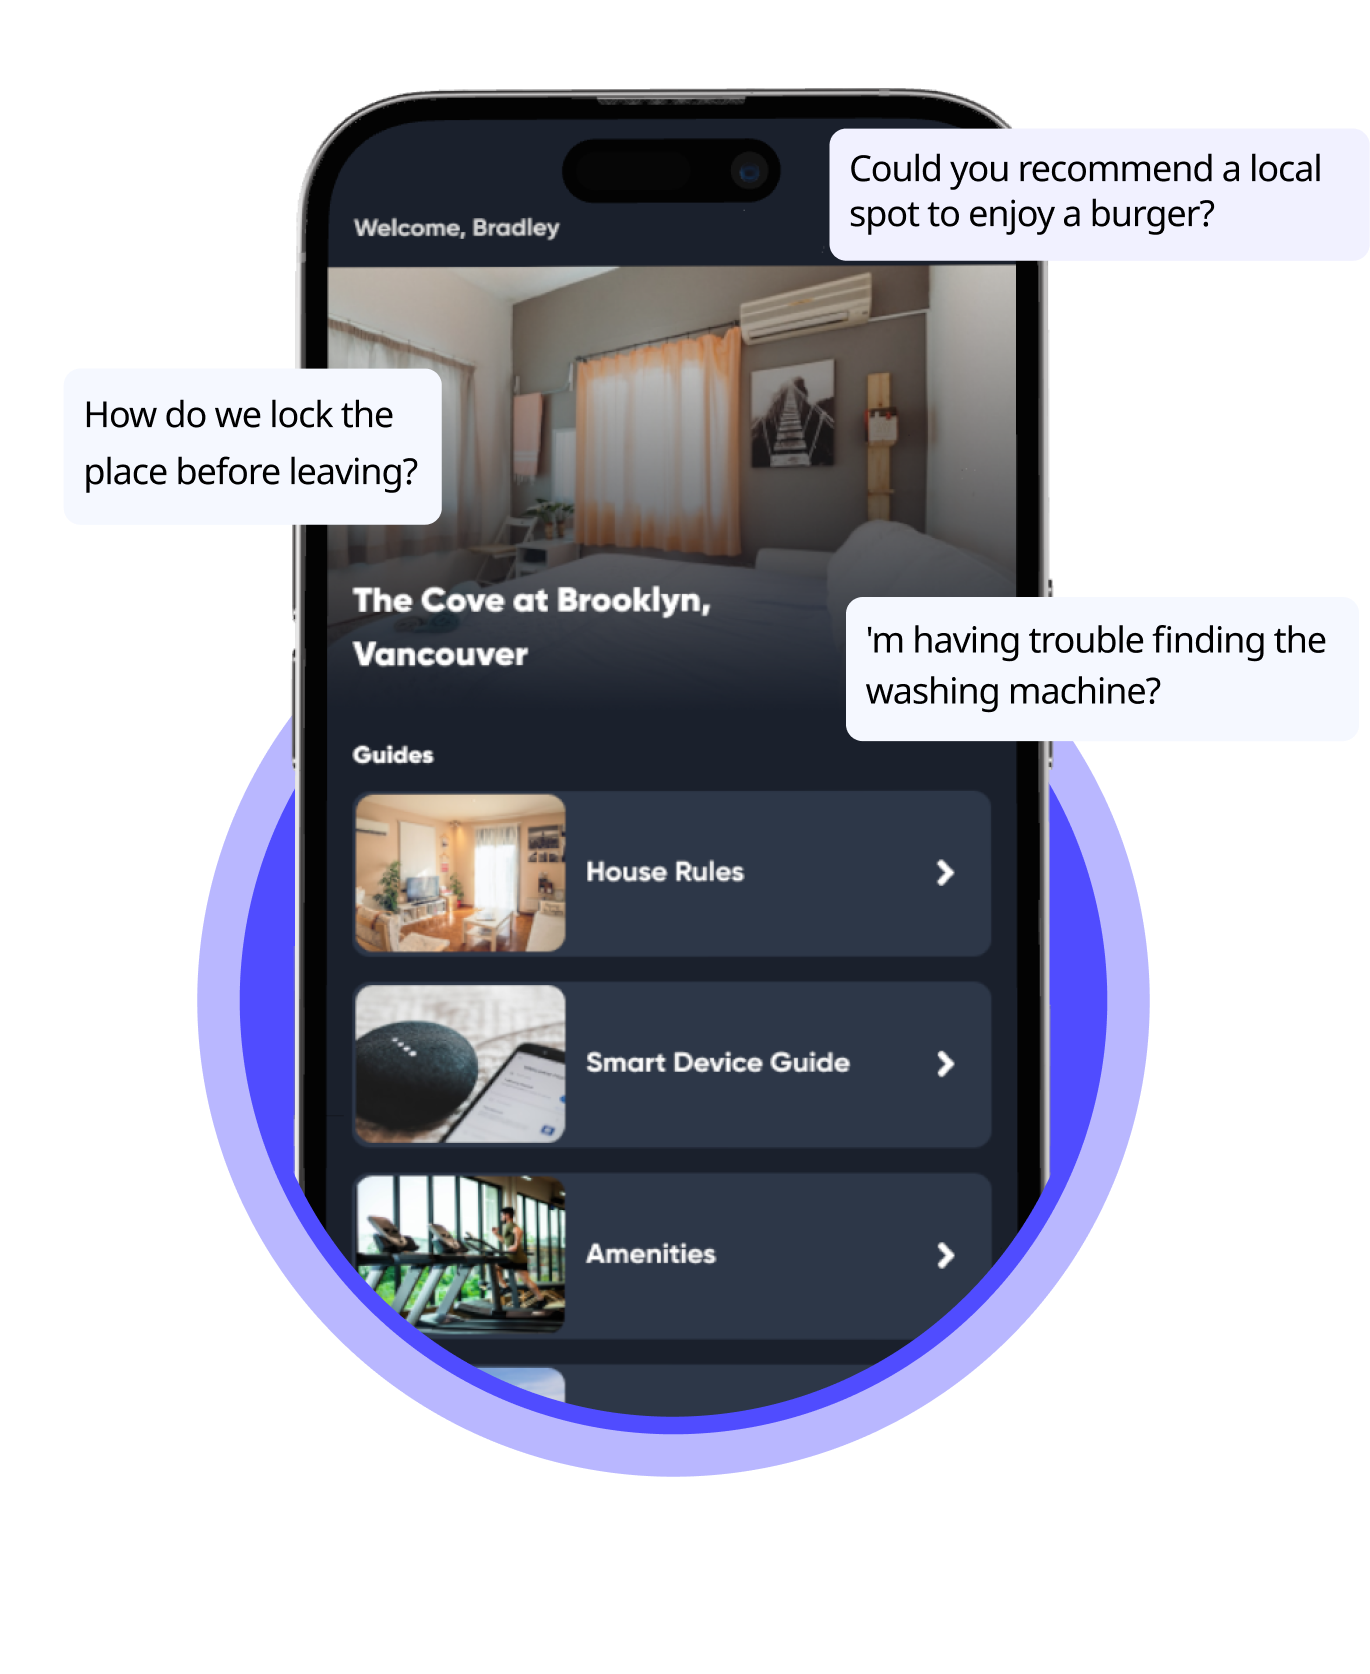 Could you recommend a local
spot to enjoy a burger?
Welcome, Bradley
How do we lock the
place before leaving?
The Cove at Brooklyn,
Vancouver
'm having trouble finding the
washing machine?
Guides
House Rules
Smart Device Guide
Amenities